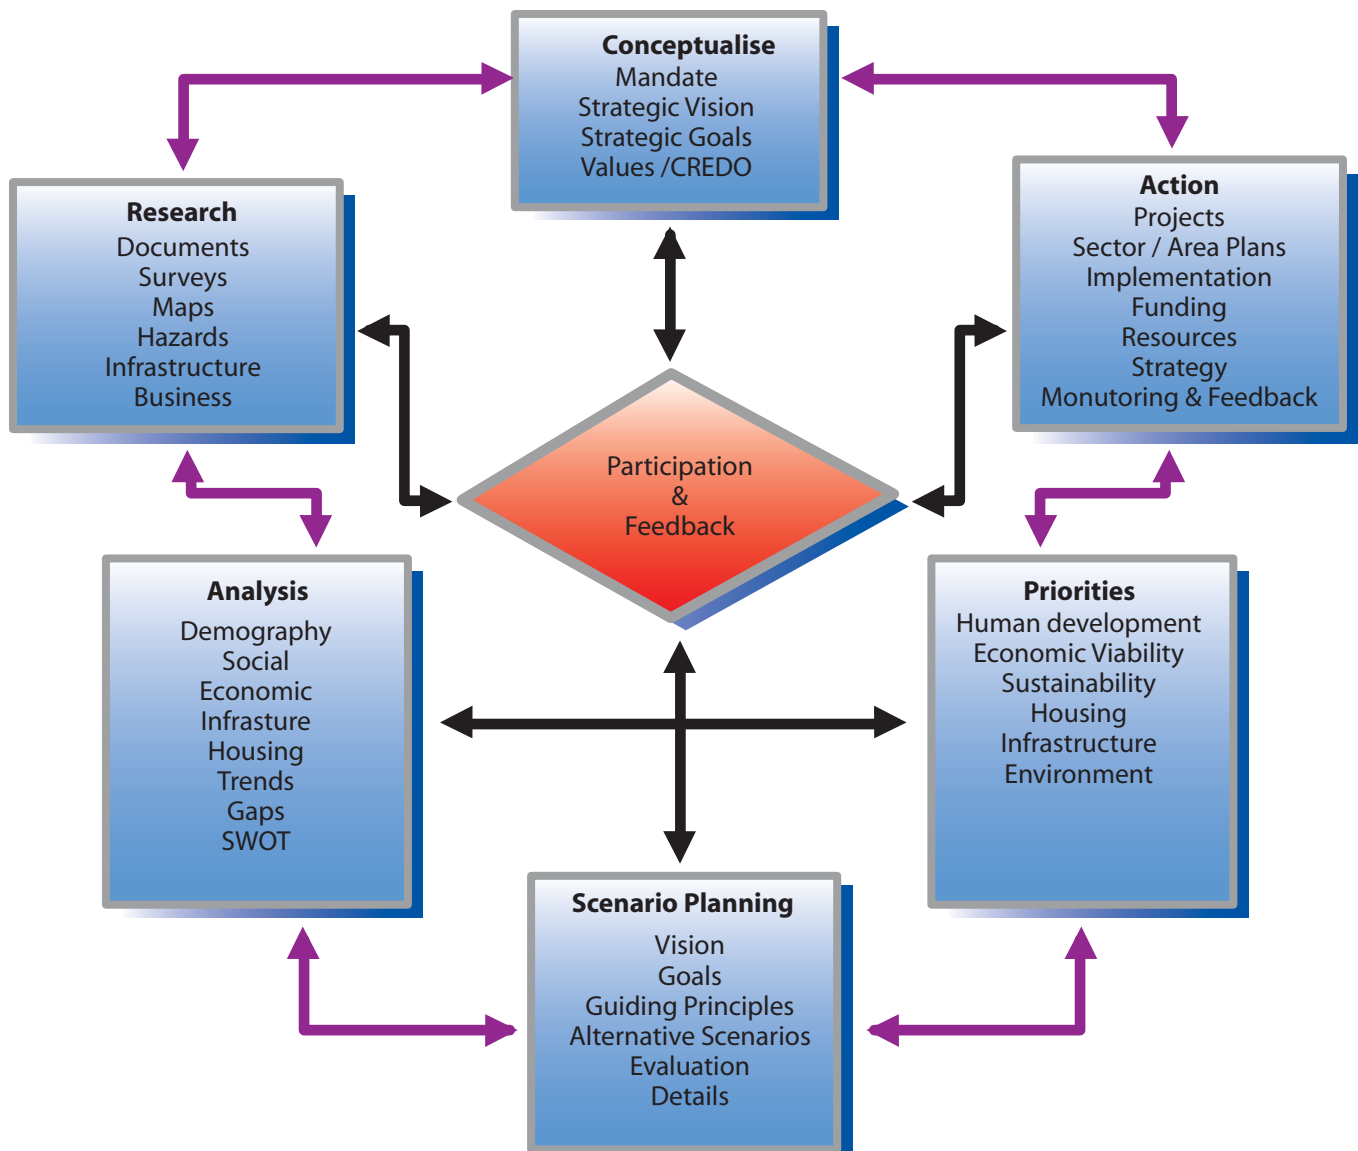 Conceptualise
Mandate
Strategic Vision
Strategic Goals
Values /CREDO
Research
Documents
Surveys
Maps
Hazards
Infrastructure
Business
Action
Projects
Sector / Area Plans
Implementation
Funding
Resources
Strategy
Monutoring & Feedback
Participation
&
Feedback
Analysis
Demography
Social
Economic
Infrasture
Housing
Trends
Gaps
SWOT
Priorities
Human development
Economic Viability
Sustainability
Housing
Infrastructure
Environment
Scenario Planning
Vision
Goals
Guiding Principles
Alternative Scenarios
Evaluation
Details